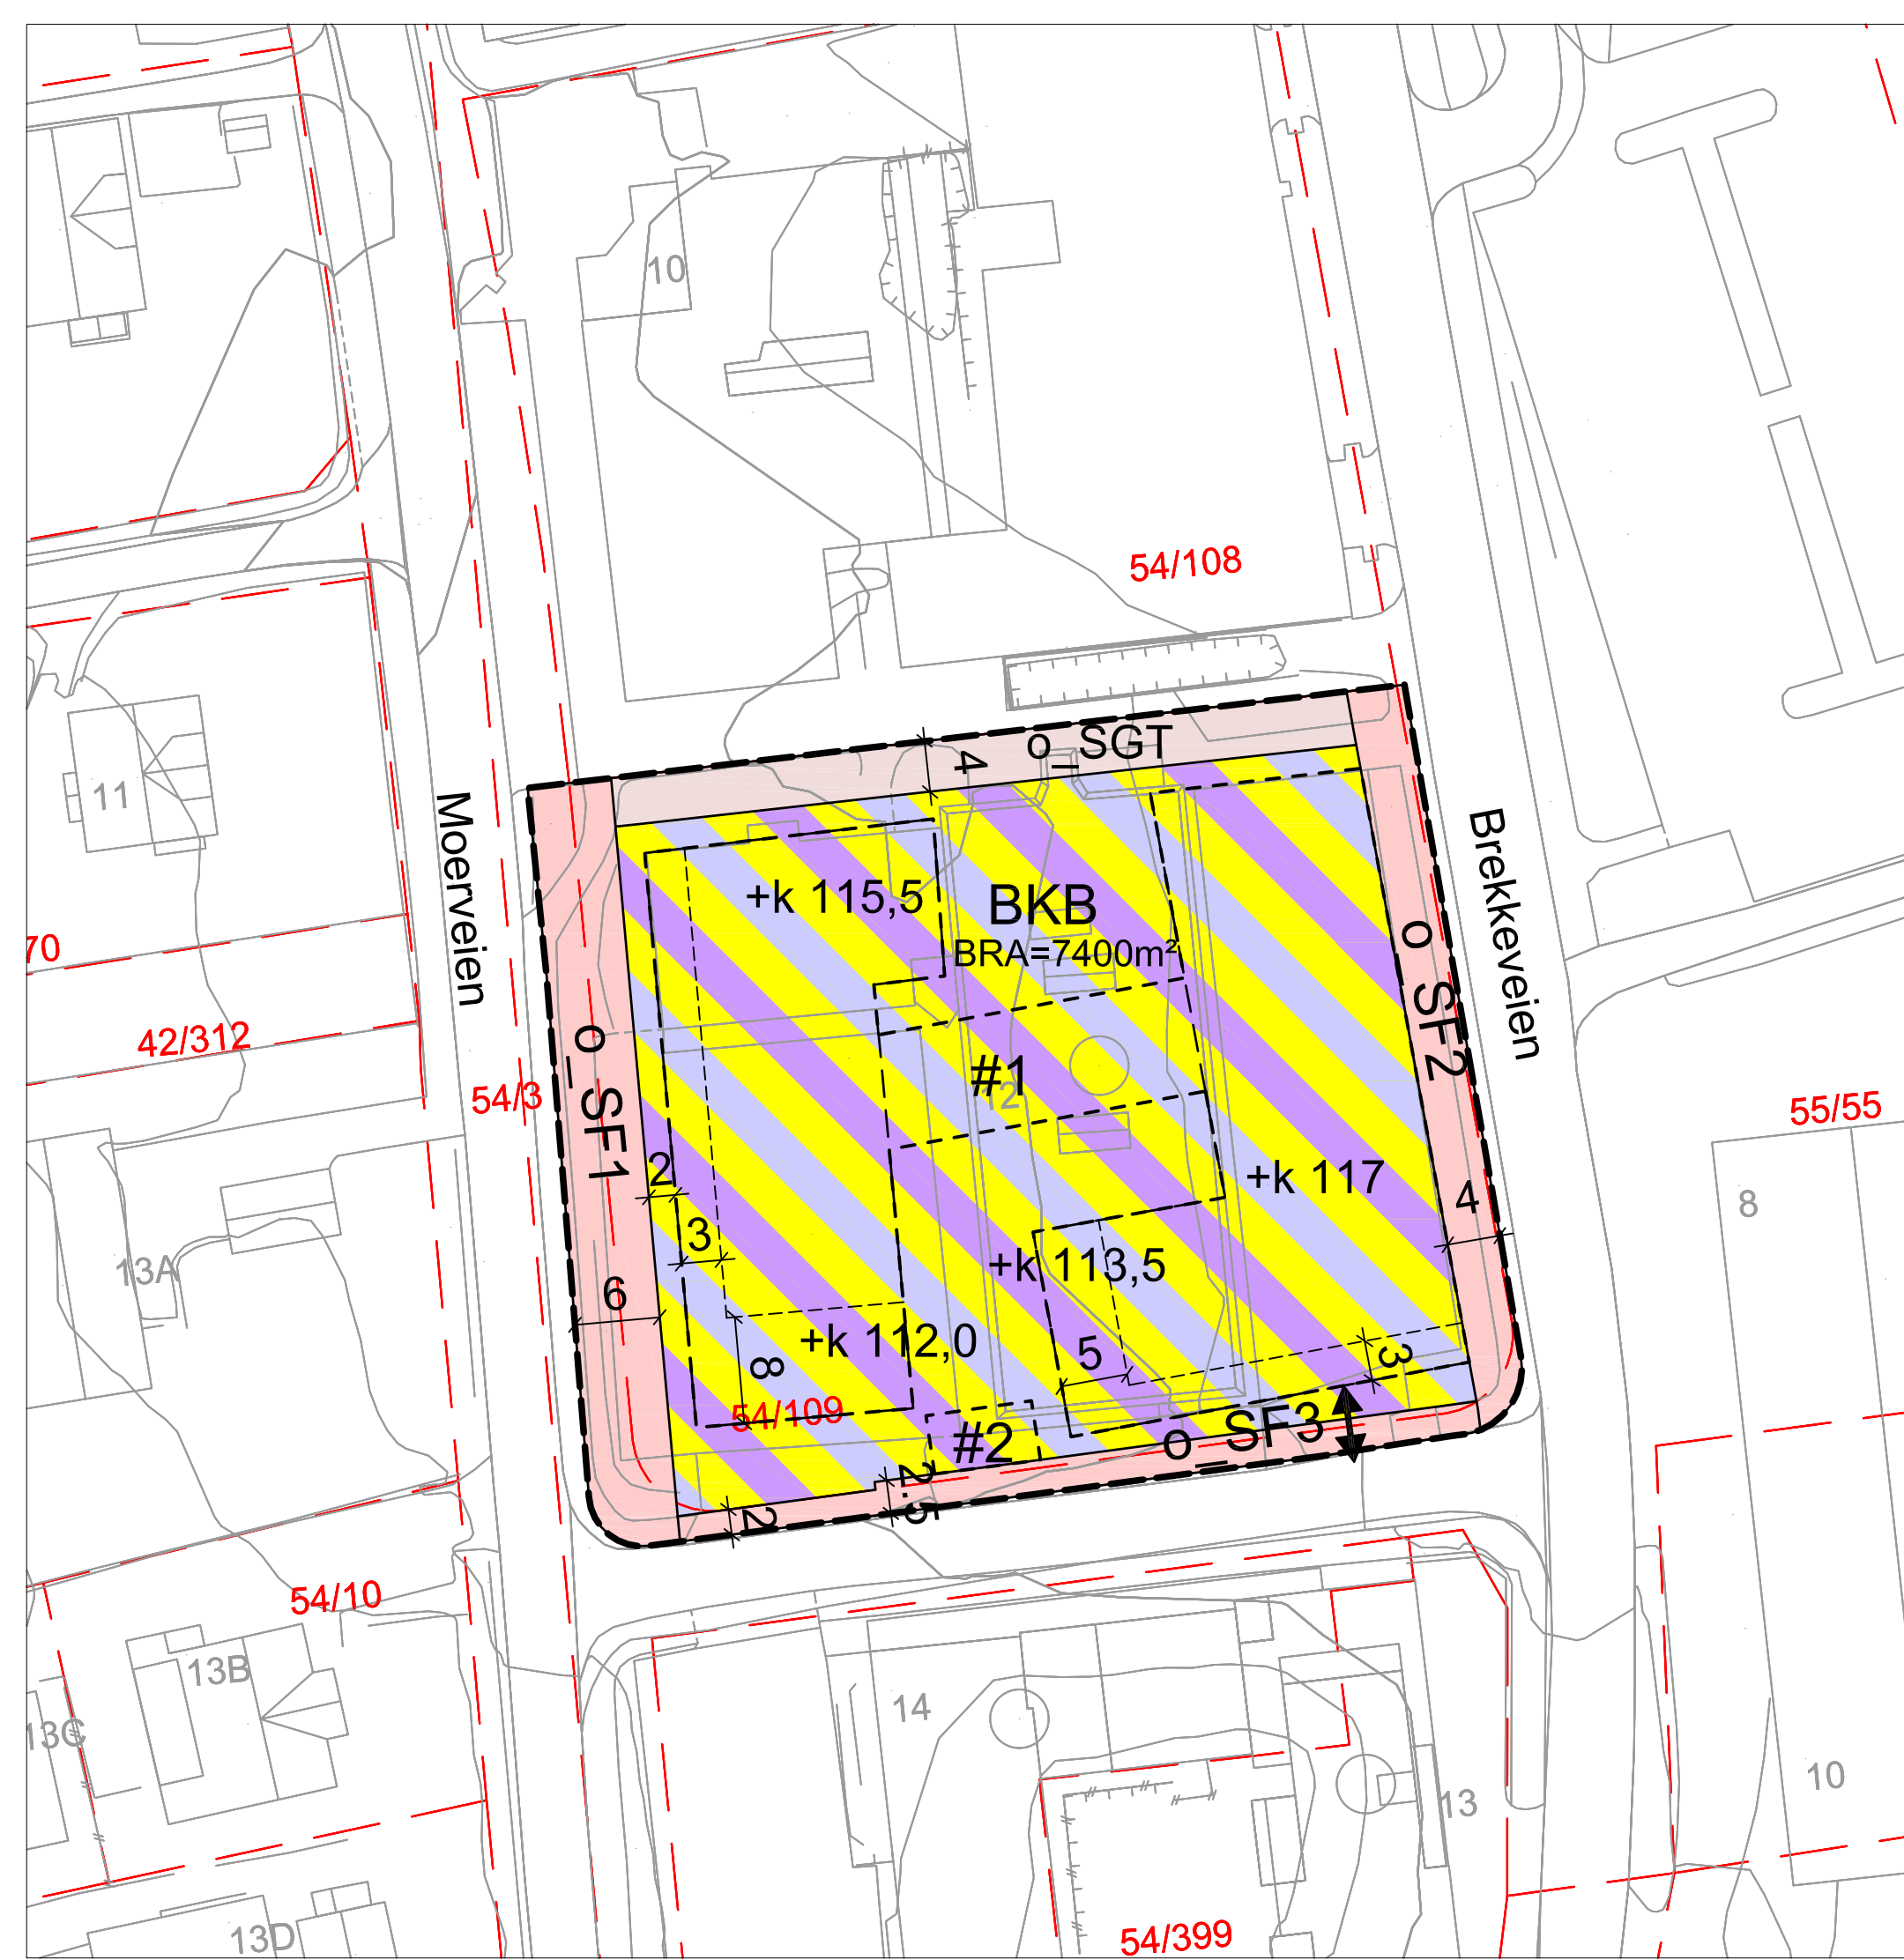 10
54/108
o_SGT
4
11
Moerveien
Brekkeveien
+k 115,5
BKB
BRA=7400m²
70
o_SF2
42/312
o_SF1
54/3
#1
12
55/55
2
+k 117
4
8
3
+k 113,5
13A
6
+k 112,0
8
5
3
54/109
#2
o_SF3
2.5
2
54/10
13B
14
13C
13
10
13D
54/399